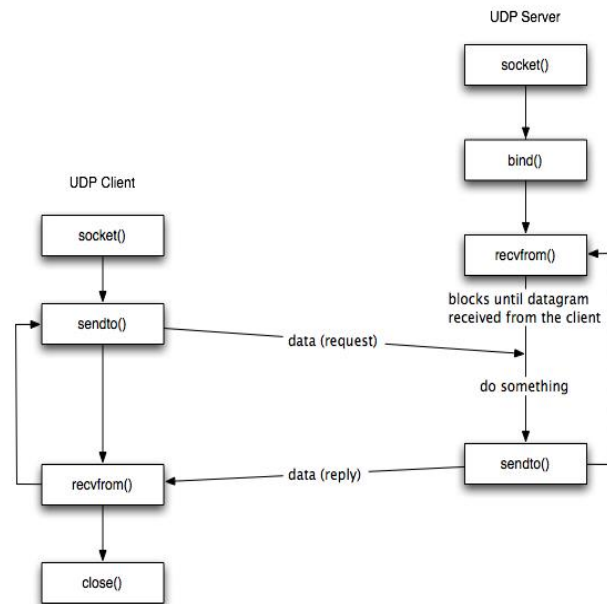 UDP Server
socket()
bind()
UDP Client
socket()
recvfrom()
blocks until datagram
received from the client
sendto()
data (request)
do something
sendto()
data (reply)
recvfrom()
close()